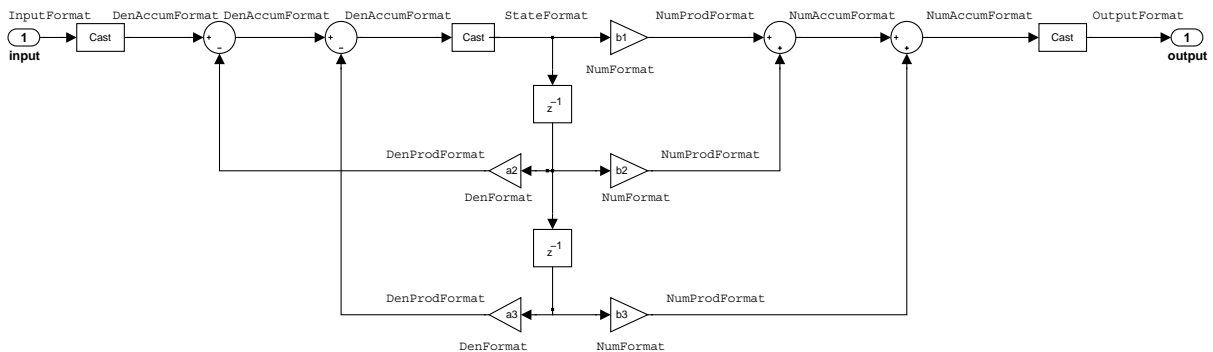 InputFormat DenAccumFormat DenAccumFormat DenAccumFormat StateFormat NumProdFormat NumAccumFormat NumAccumFormat OutputFormat
1 Cast + − + − Cast b1 + + + + Cast 1
input output
NumFormat
z−1
DenProdFormat NumProdFormat
a2 b2
DenFormat NumFormat
z−1
DenProdFormat NumProdFormat
a3 b3
DenFormat NumFormat